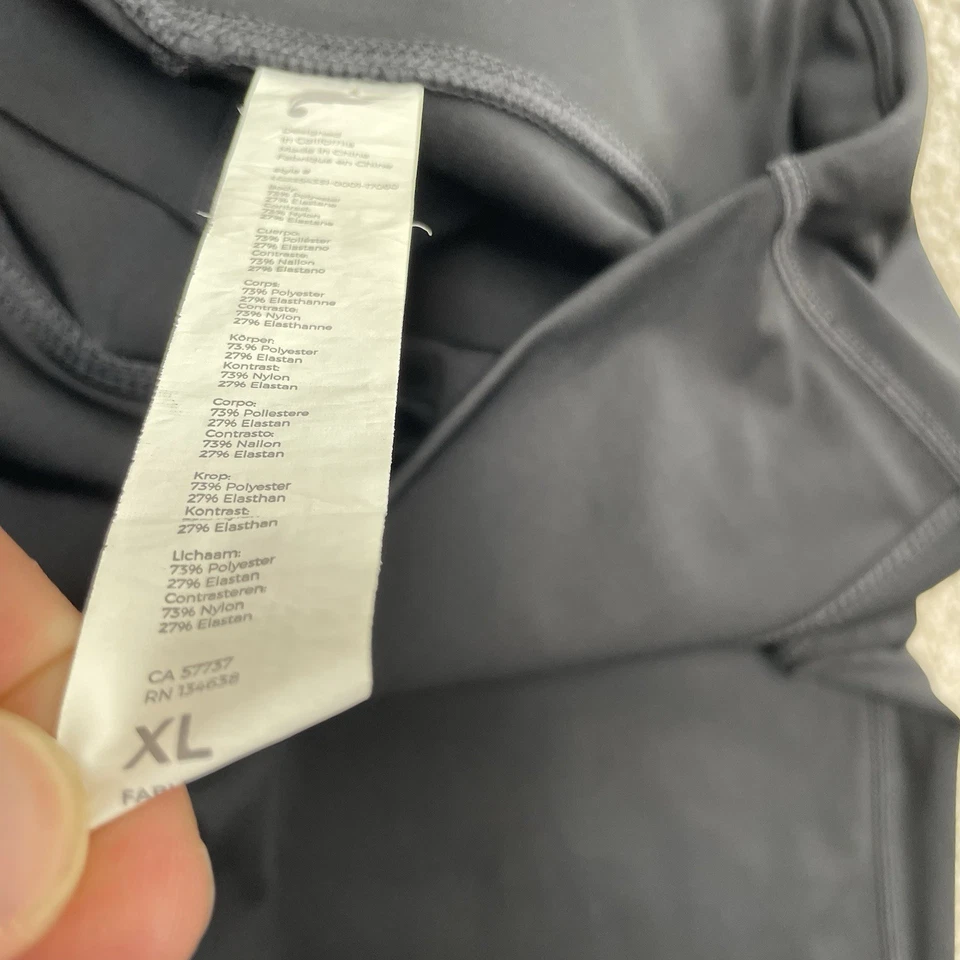 Designed
in California
Made in China
Fabriqué en Chine
Style #
Body:
73% Polyester
27% Elastane
Contrast:
73% Nylon
27% Elastane
Cuerpo:
73% Poliéster
27% Elastano
Contraste:
73% Nailon
27% Elastano
Corps:
73% Polyester
27% Elasthanne
Contraste:
73% Nylon
27% Elasthanne
Körper:
73.% Polyester
27% Elastan
Kontrast:
73% Nylon
27% Elastan
Corpo:
73% Poliestere
27% Elastan
Contrasto:
73% Nailon
27% Elastan
Krop:
73% Polyester
27% Elasthan
Kontrast:
27% Elasthan
Lichaam:
73% Polyester
27% Elastan
Contrasteren:
73% Nylon
27% Elastan
CA 57737
RN 134638
XL